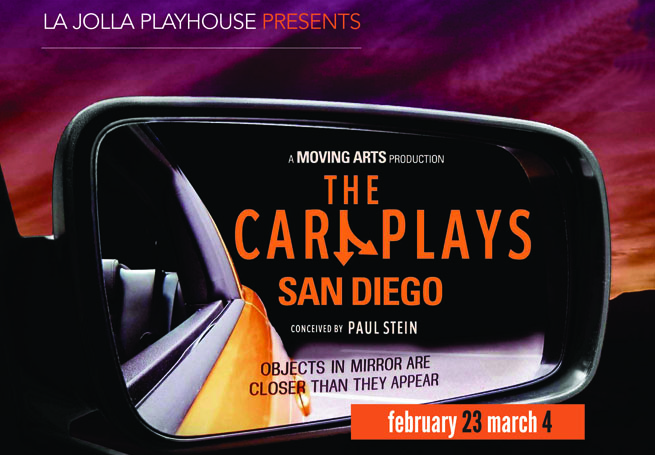 LA JOLLA PLAYHOUSE PRESENTS
A MOVING ARTS PRODUCTION
THE
CAR PLAYS
SAN DIEGO
CONCEIVED BY PAUL STEIN
OBJECTS IN MIRROR ARE
CLOSER THAN THEY APPEAR
february 23 march 4